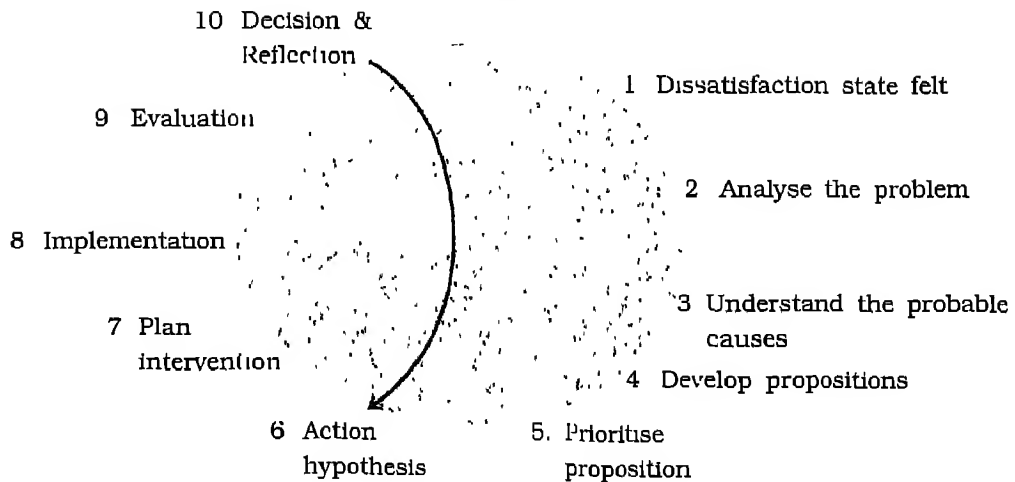 10 Decision &
Reflection
1 Dissatisfaction state felt
9 Evaluation
2 Analyse the problem
8 Implementation
3 Understand the probable
causes
7 Plan
intervention
4 Develop propositions
6 Action
hypothesis
5. Prioritise
proposition